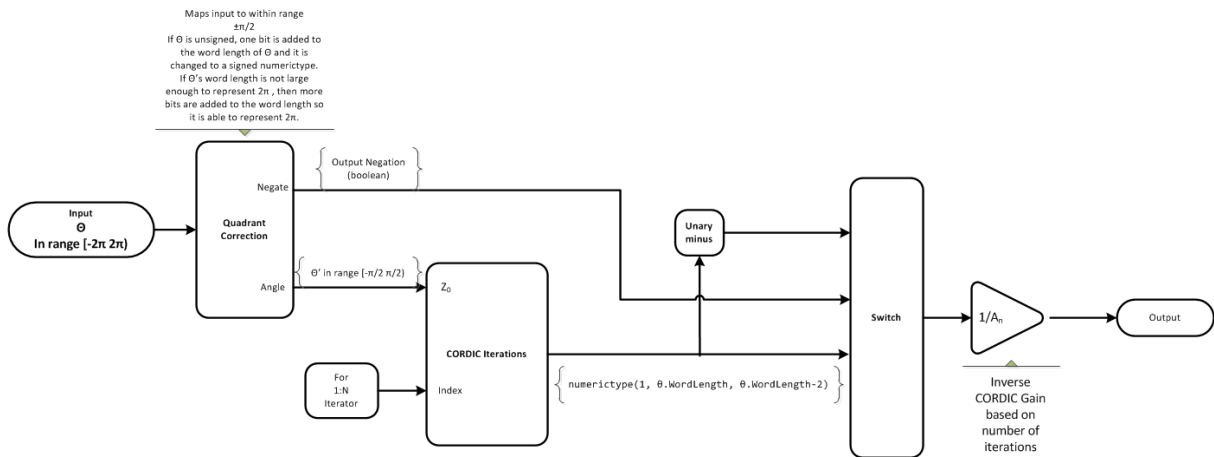 Maps input to within range
±π/2
If Θ is unsigned, one bit is added to
the word length of Θ and it is
changed to a signed numerictype.
If Θ's word length is not large
enough to represent 2π , then more
bits are added to the word length so
it is able to represent 2π.
Output Negation
(boolean)
Negate
Input
Θ
In range [-2π 2π)
Quadrant
Correction
Unary
minus
Θ' in range [-π/2 π/2)
Angle
Z0
1/An
Output
Switch
CORDIC Iterations
For
1:N
Iterator
Index
numerictype(1, θ.WordLength, θ.WordLength-2)
Inverse
CORDIC Gain
based on
number of
iterations